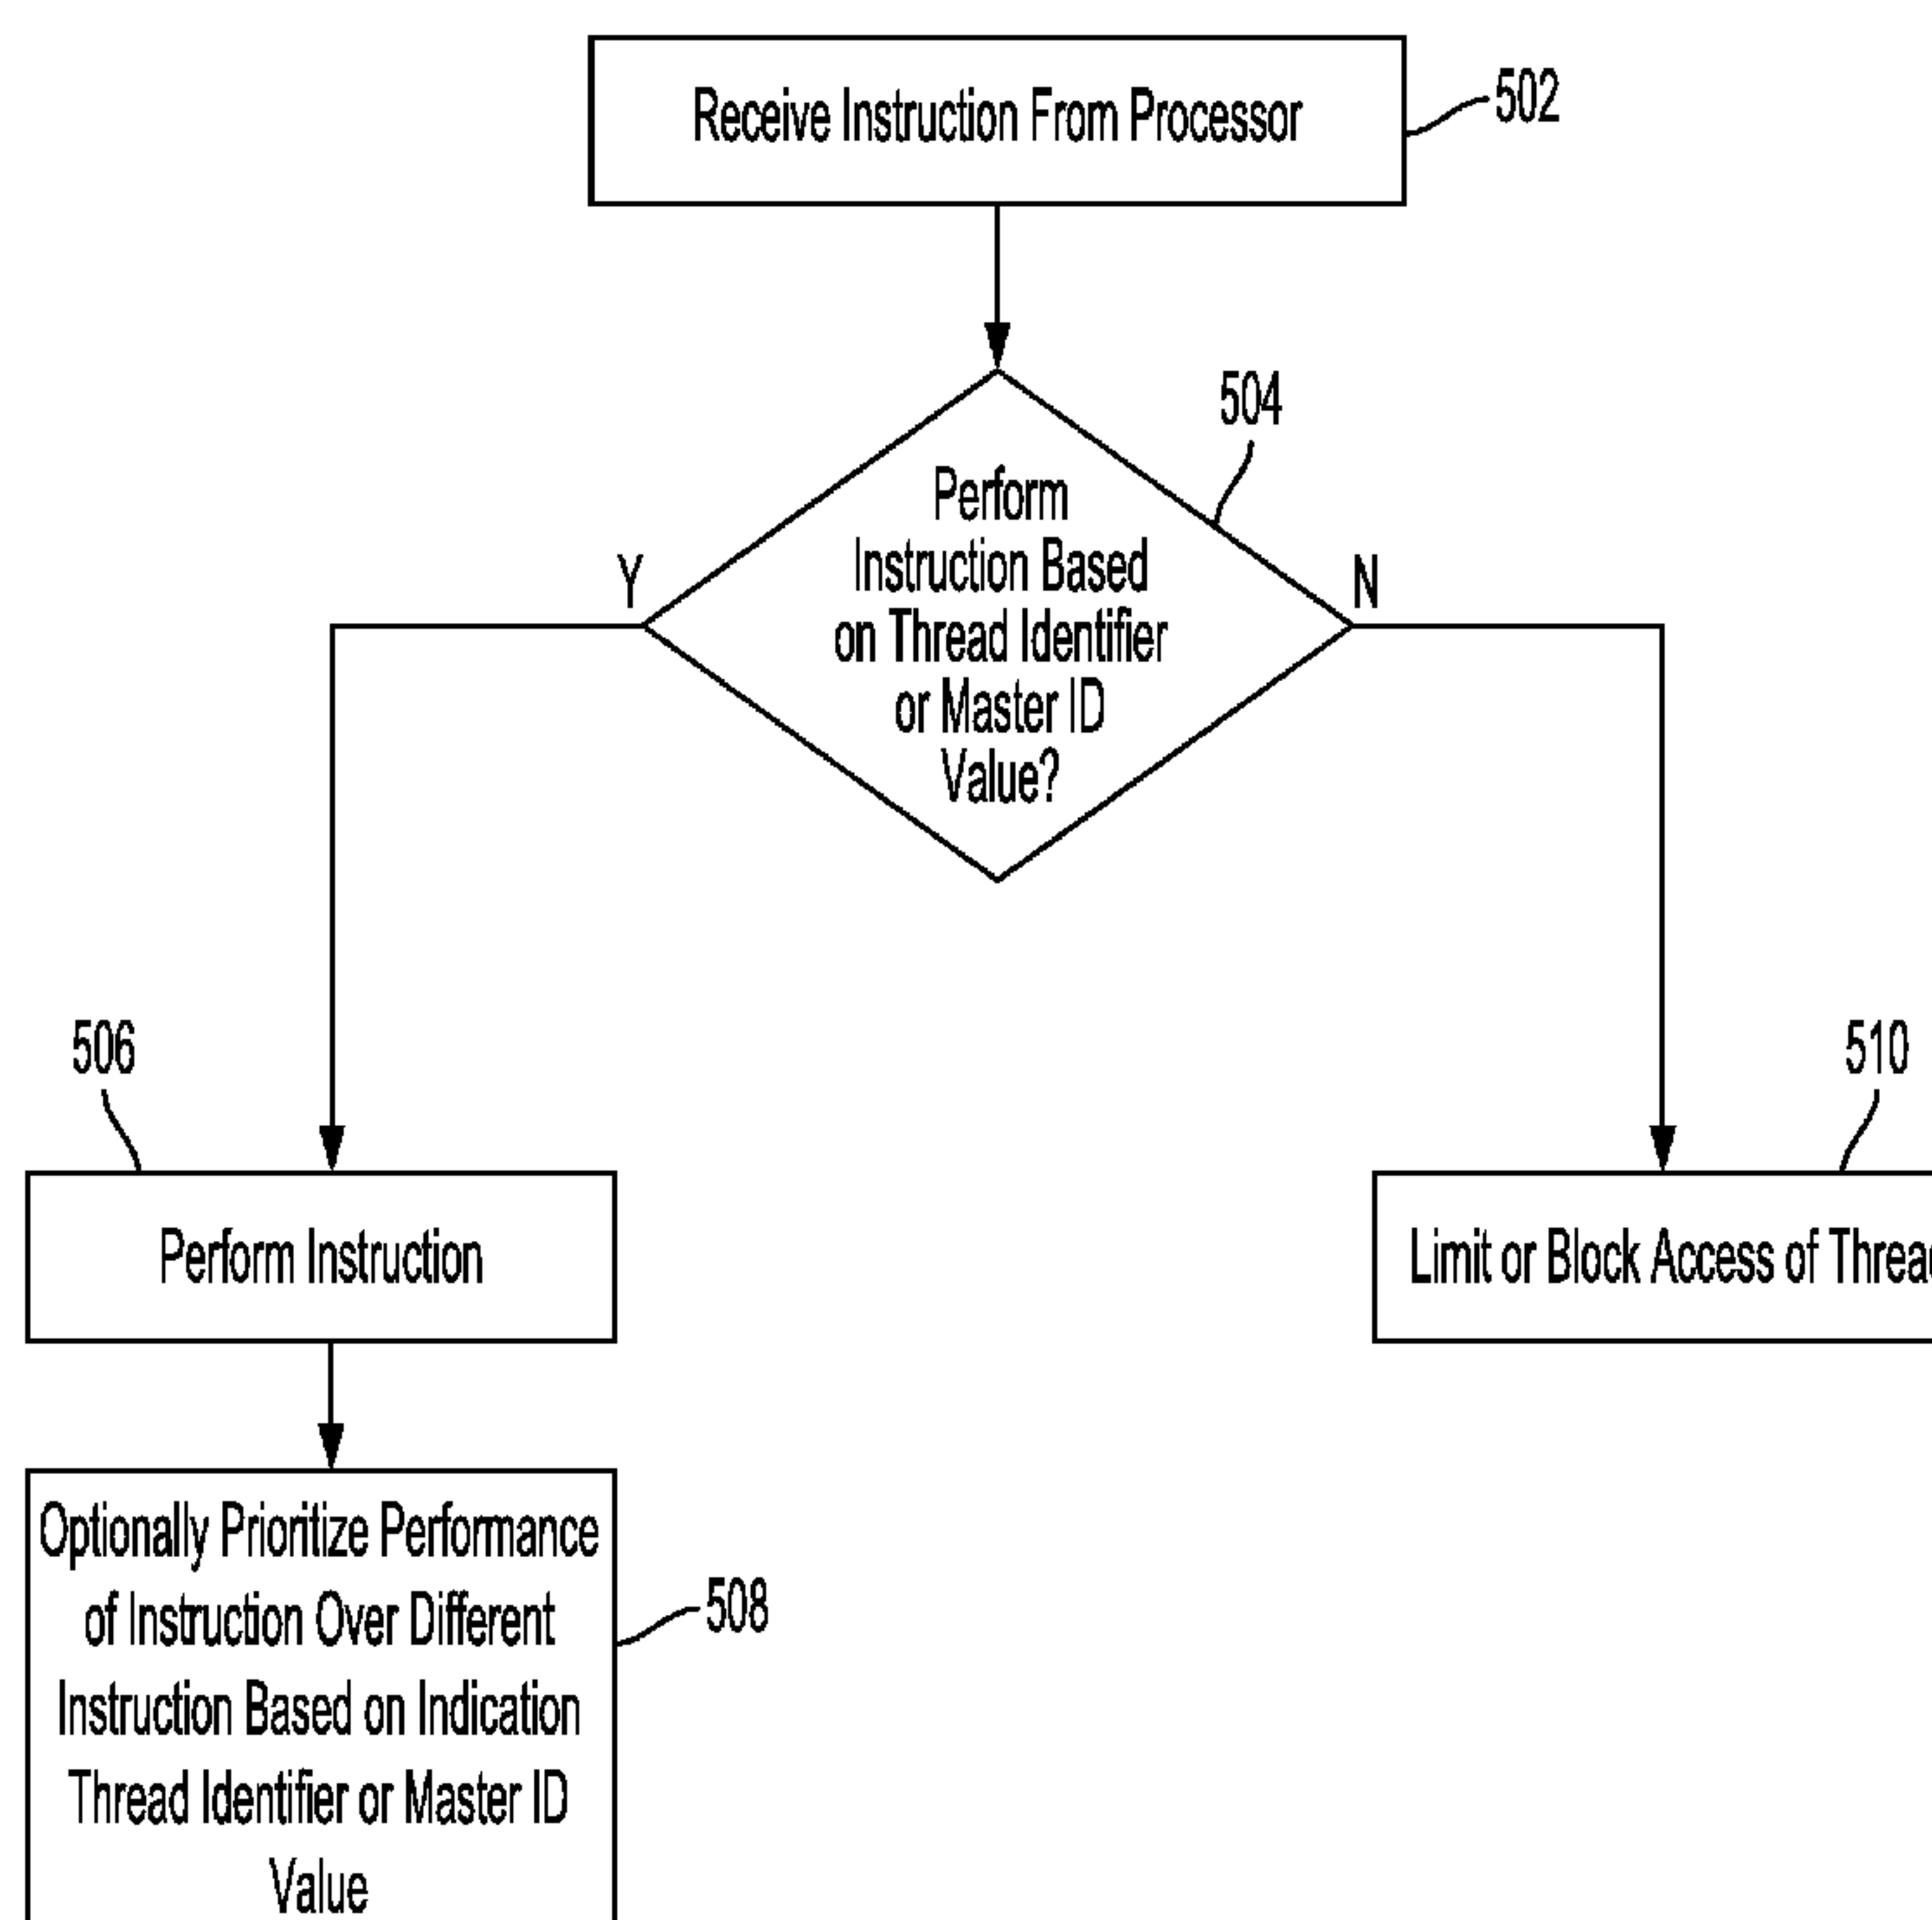 Receive Instruction From Processor
502
504
Perform
Instruction Based
on Thread Identifier
or Master ID
Value?
Y
N
506
510
Perform Instruction
Limit or Block Access of
Optionally Prioritize Performance
of Instruction Over Different
Instruction Based on Indication
Thread Identifier or Master ID
Value
508